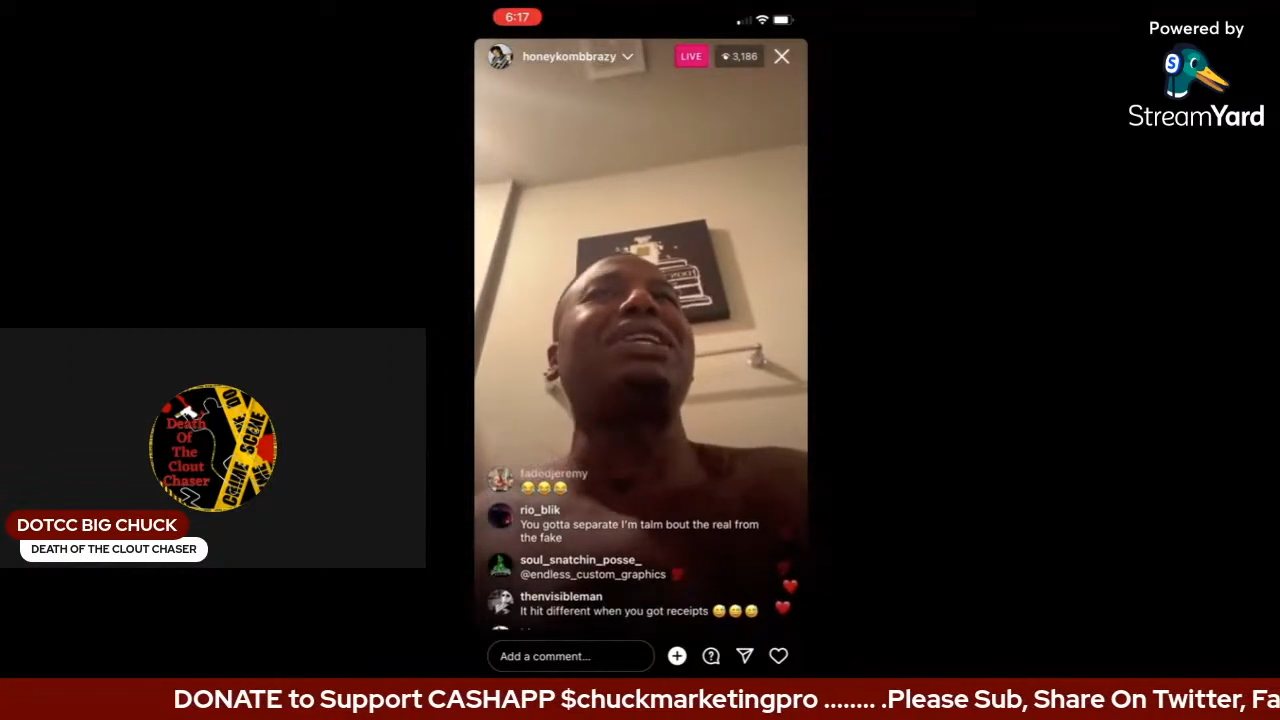 6:17
honeykombbrazy
LIVE
3,186
Powered by
S
StreamYard
fadedjeremy
rio_blik
You gotta separate I'm talm bout the real from
the fake
soul_snatchin_posse_
@endless_custom_graphics
thenvisibleman
It hit different when you got receipts
Add a comment...
Death
Of
The
Clout
Chaser
DOTCC BIG CHUCK
DEATH OF THE CLOUT CHASER
DONATE to Support CASHAPP $chuckmarketingpro ........ .Please Sub, Share On Twitter, Fa